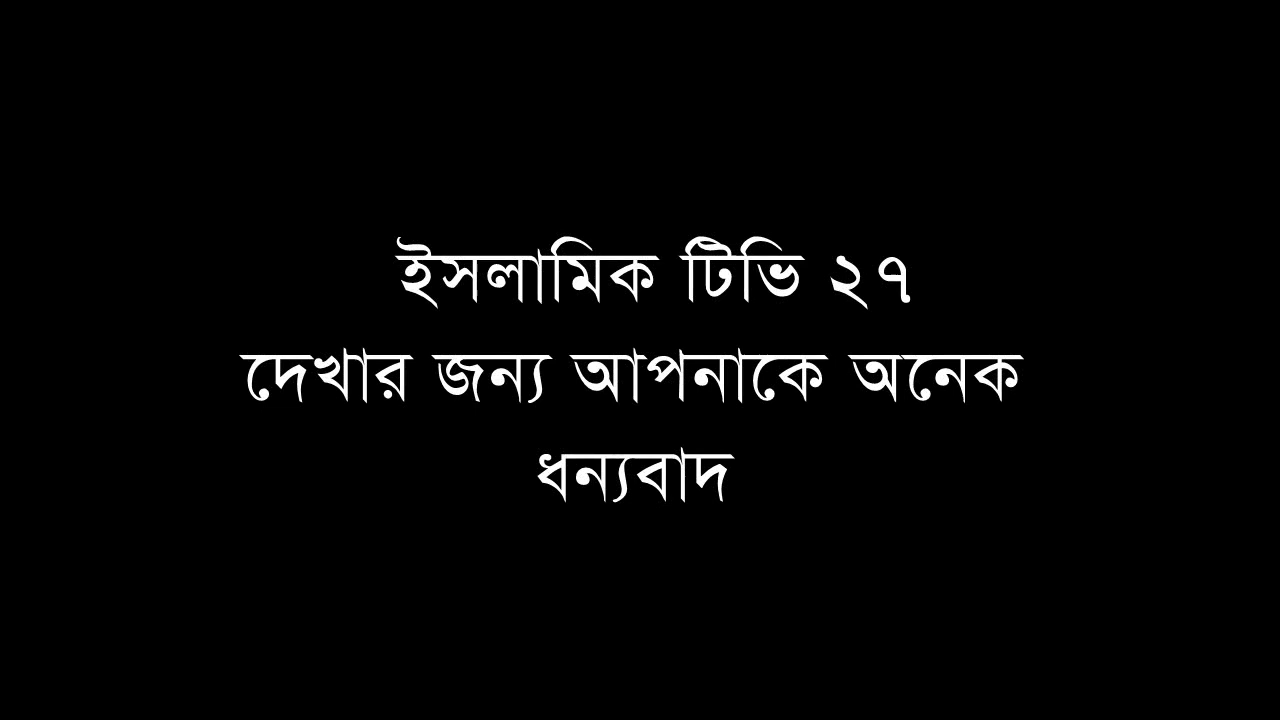 ইসলামিক টিভি ২৭
দেখার জন্য আপনাকে অনেক
ধন্যবাদ